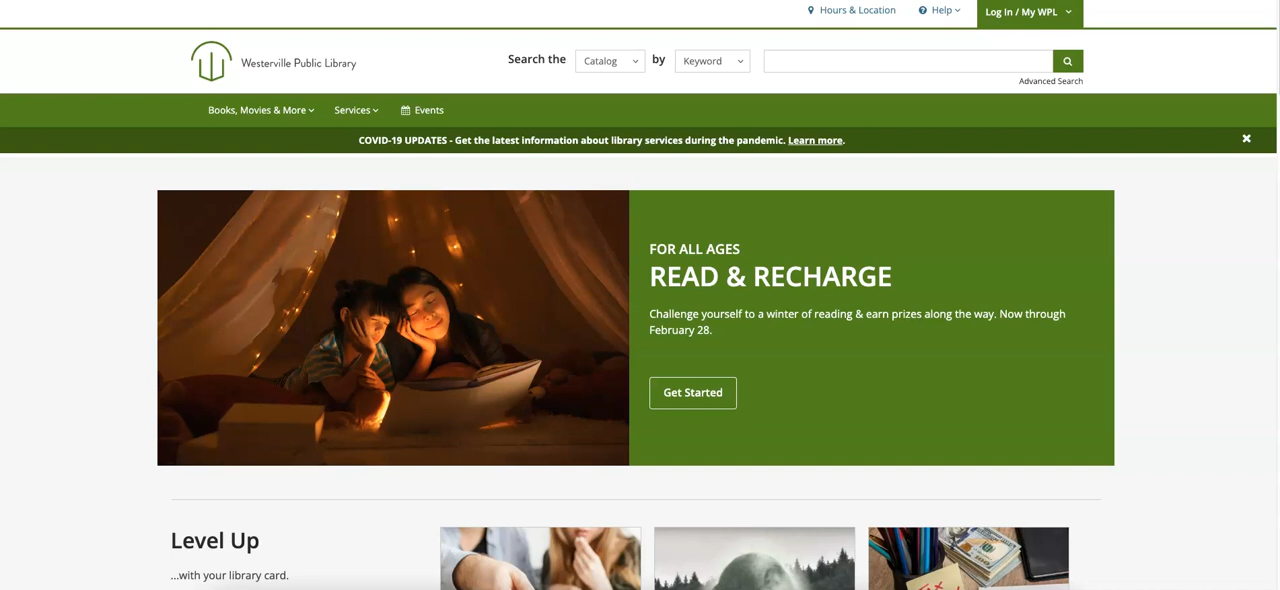 Hours & Location
Help
Log In / My WPL
Westerville Public Library
Search the
Catalog
by
Keyword
Advanced Search
Books, Movies & More
Services
Events
COVID-19 UPDATES - Get the latest information about library services during the pandemic. Learn more.
FOR ALL AGES
READ & RECHARGE
Challenge yourself to a winter of reading & earn prizes along the way. Now through
February 28.
Get Started
Level Up
...with your library card.